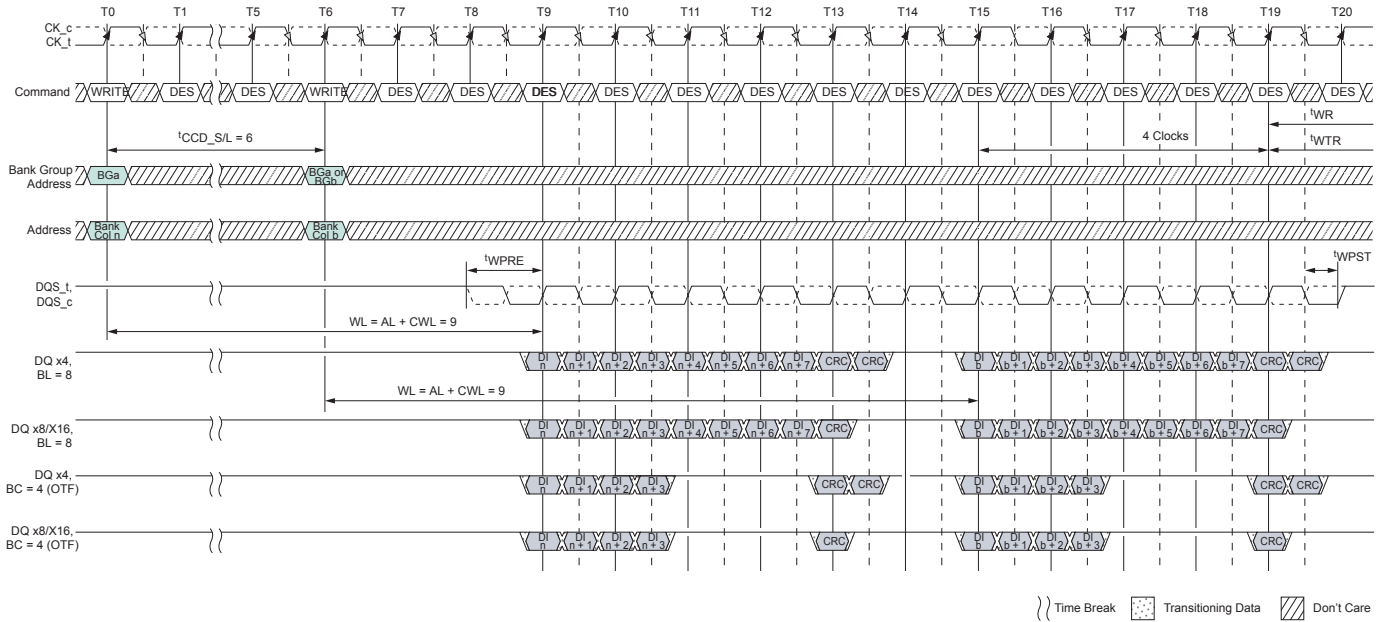 T0 T1 T5 T6 T7 T8 T9 T10 T11 T12 T13 T14 T15 T16 T17 T18 T19 T20
CK_c
CK_t
Command WRITE DES DES WRITE DES DES DES DES DES DES DES DES DES DES DES DES DES DES
tWR
tCCD_S/L = 6
4 Clocks
tWTR
Bank Group
Address
BGa
BGa or
BGb
Address
Bank
Col n
Bank
Col b
tWPRE
tWPST
DQS_t,
DQS_c
WL = AL + CWL = 9
DQ x4,
BL = 8
DI DI DI DI DI DI DI DI CRC CRC DI DI DI DI DI DI DI DI CRC CRC
n n + 1 n + 2 n + 3 n + 4 n + 5 n + 6 n + 7 b b + 1 b + 2 b + 3 b + 4 b + 5 b + 6 b + 7
WL = AL + CWL = 9
DQ x8/X16,
BL = 8
DI DI DI DI DI DI DI DI CRC DI DI DI DI DI DI DI DI CRC
n n + 1 n + 2 n + 3 n + 4 n + 5 n + 6 n + 7 b b + 1 b + 2 b + 3 b + 4 b + 5 b + 6 b + 7
DQ x4,
BC = 4 (OTF)
DI DI DI DI CRC CRC DI DI DI DI CRC CRC
n n + 1 n + 2 n + 3 b b + 1 b + 2 b + 3
DQ x8/X16,
BC = 4 (OTF)
DI DI DI DI CRC DI DI DI DI CRC
n n + 1 n + 2 n + 3 b b + 1 b + 2 b + 3
Time Break Transitioning Data Don't Care